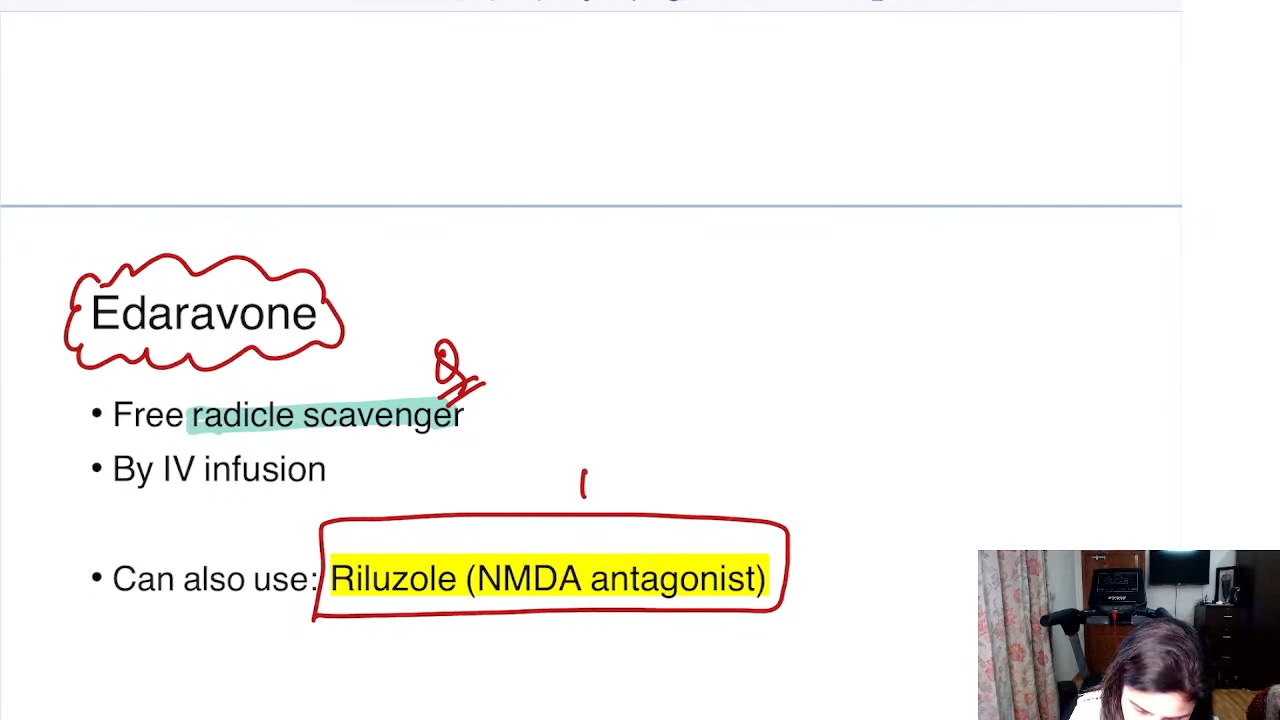 Edaravone
Q
• Free radicle scavenger
• By IV infusion
• Can also use: Riluzole (NMDA antagonist)